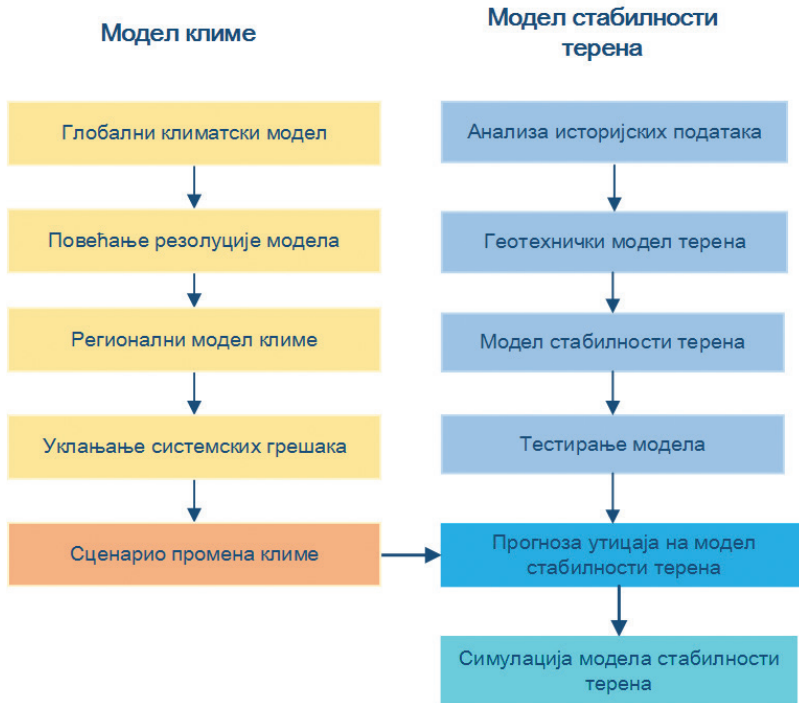 Модел климе
Модел стабилности
терена
Глобални климатски модел
Повећање резолуције модела
Регионални модел климе
Уклањање системских грешака
Сценарио промена климе
Анализа историјских података
Геотехнички модел терена
Модел стабилности терена
Тестирање модела
Прогноза утицаја на модел
стабилности терена
Симулација модела стабилности
терена